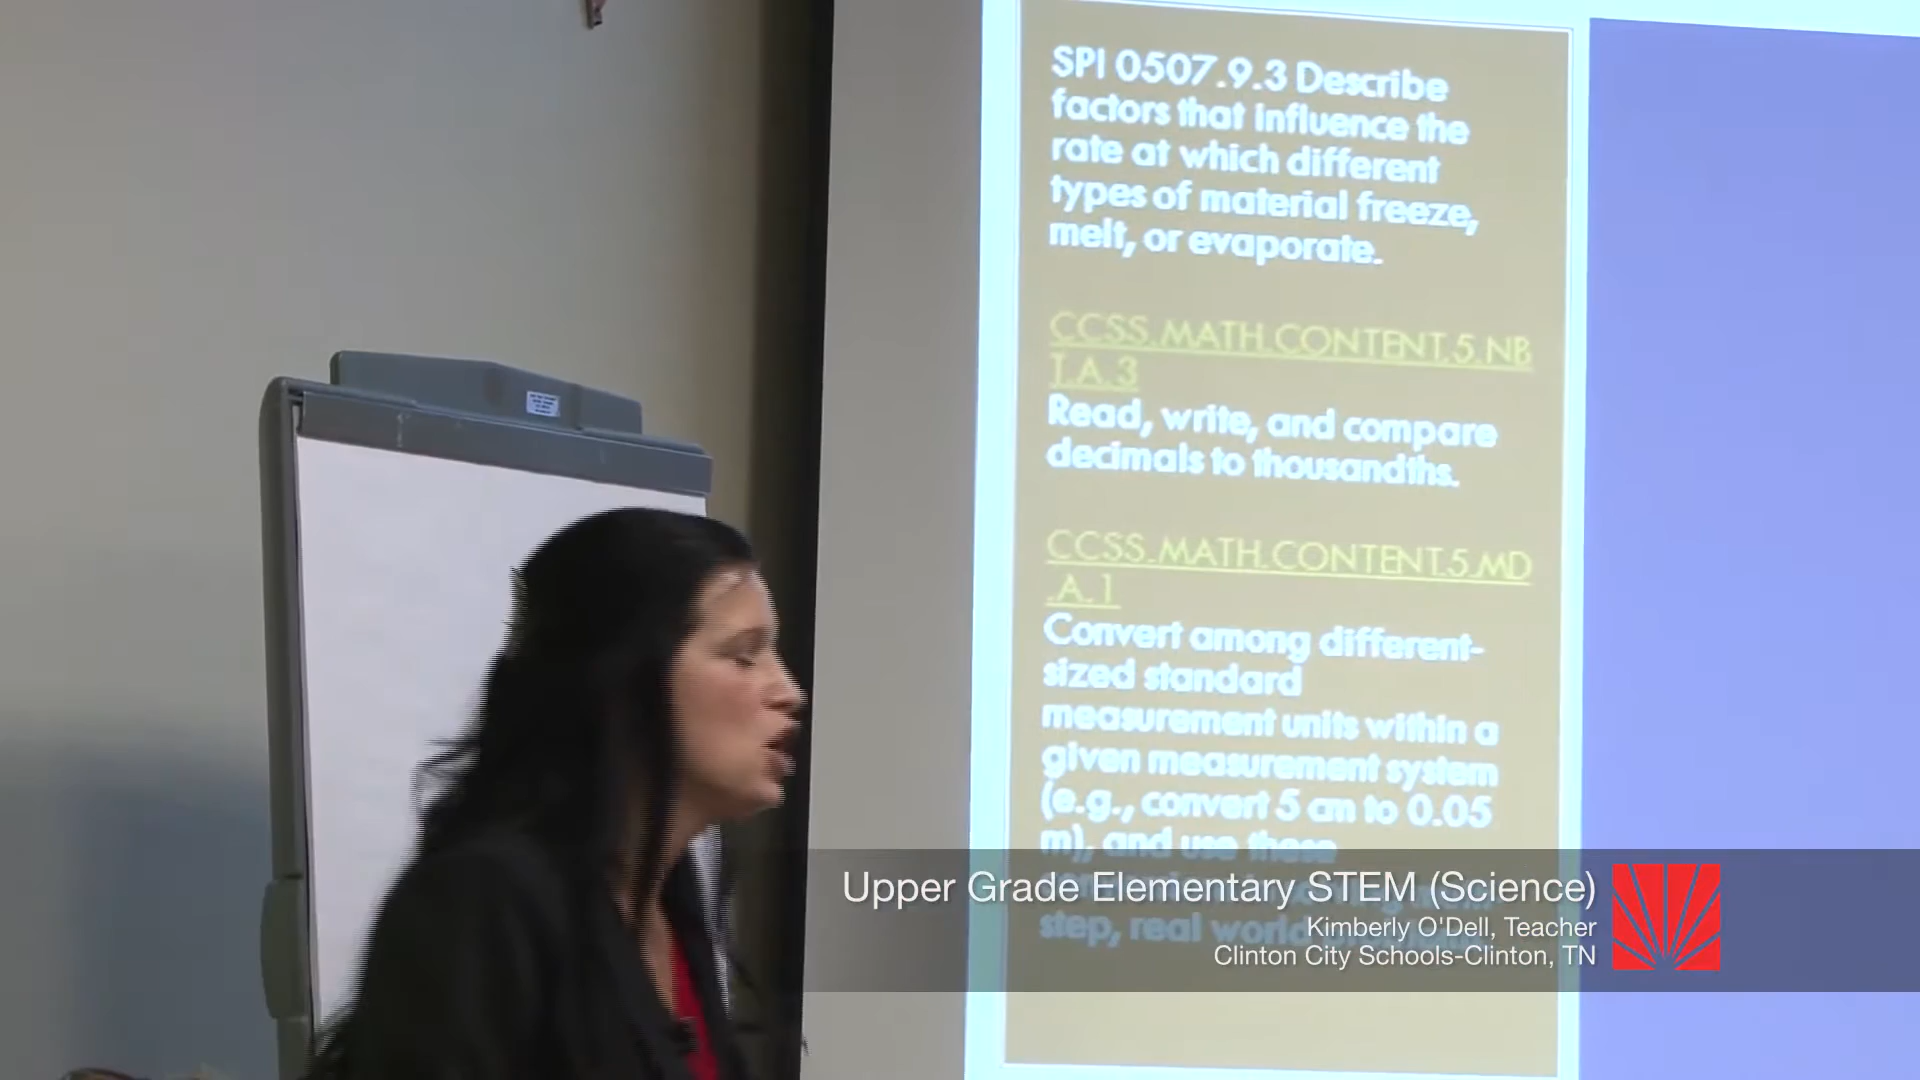 SPI 0507.9.3 Describe
factors that influence the
rate at which different
types of material freeze,
melt, or evaporate.
CCSS.MATH.CONTENT.5.NB
T.A.3
Read, write, and compare
decimals to thousandths.
CCSS.MATH.CONTENT.5.MD
.A.1
Convert among different-
sized standard
measurement units within a
given measurement system
(e.g., convert 5 cm to 0.05
m), and use these
step, real world
Upper Grade Elementary STEM (Science)
Kimberly O'Dell, Teacher
Clinton City Schools-Clinton, TN